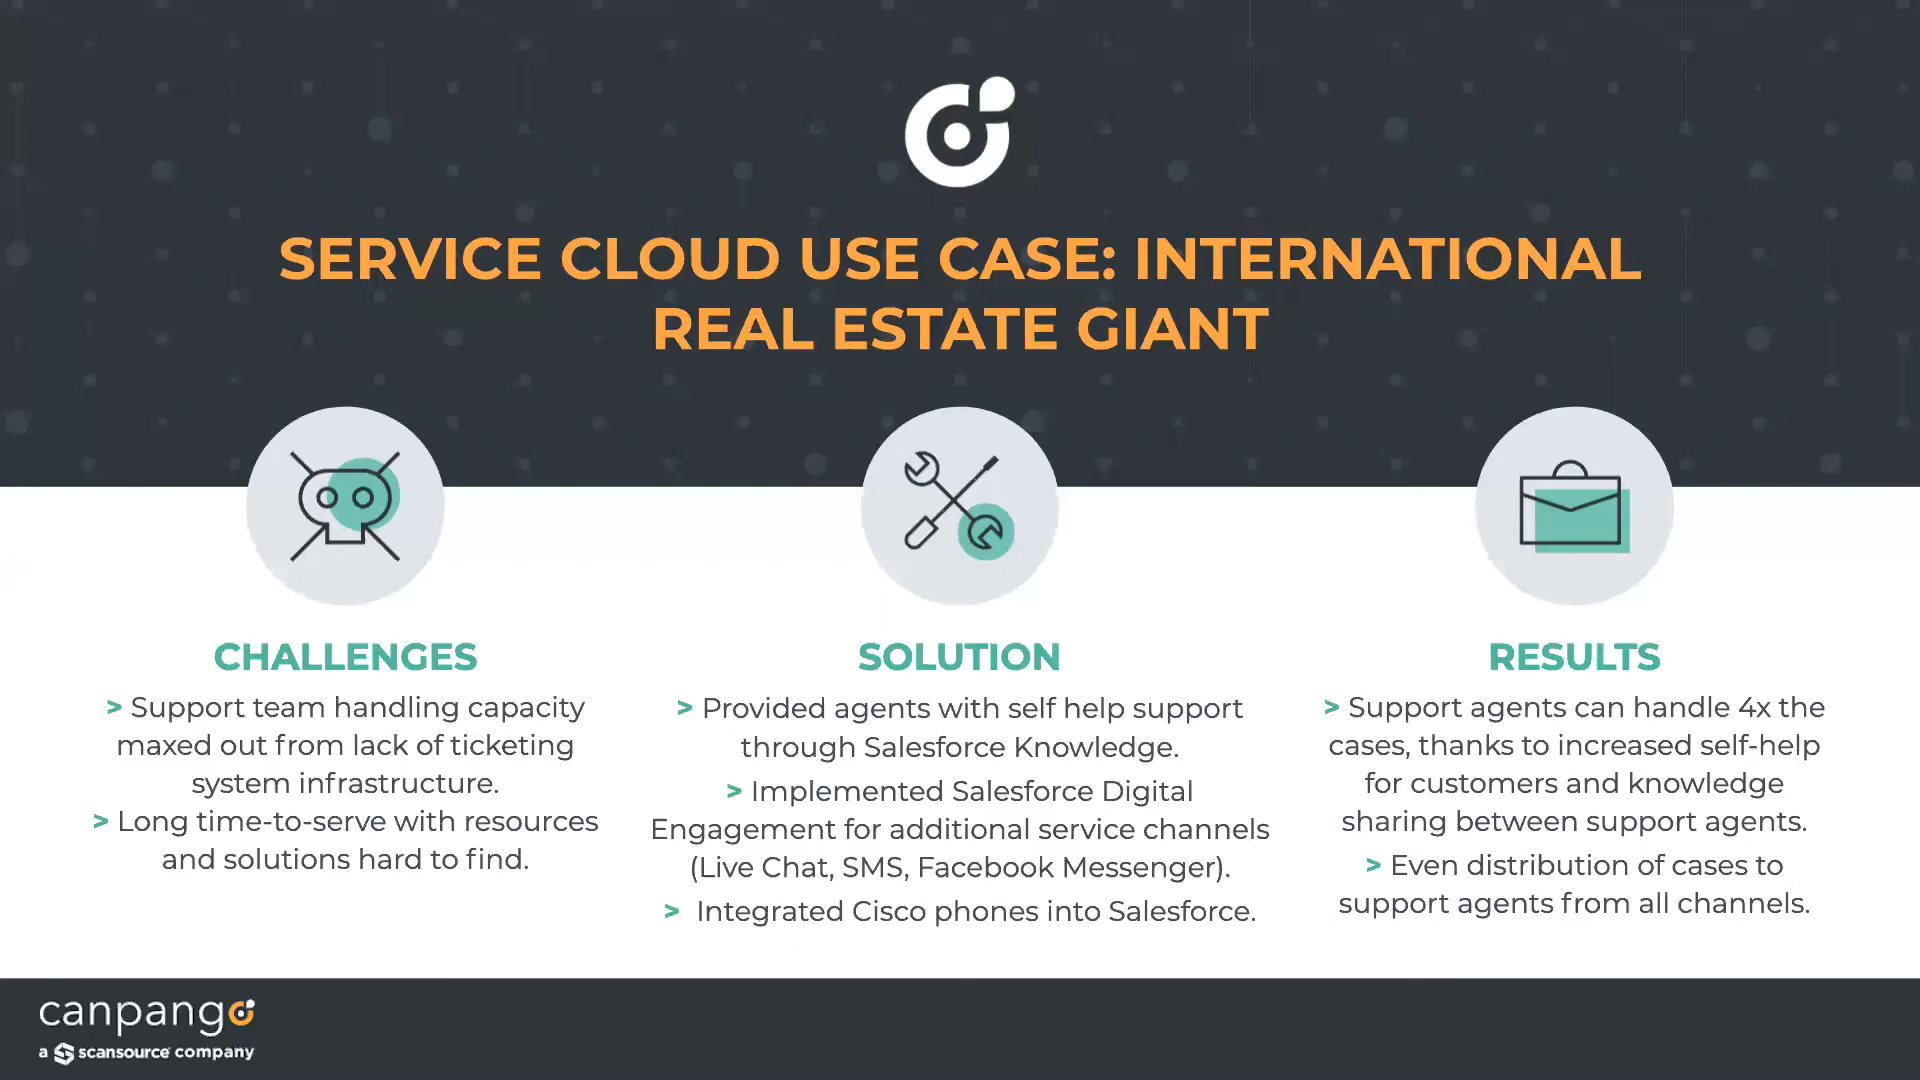 SERVICE CLOUD USE CASE: INTERNATIONAL
REAL ESTATE GIANT
CHALLENGES
> Support team handling capacity
maxed out from lack of ticketing
system infrastructure.
> Long time-to-serve with resources
and solutions hard to find.
SOLUTION
> Provided agents with self help support
through Salesforce Knowledge.
> Implemented Salesforce Digital
Engagement for additional service channels
(Live Chat, SMS, Facebook Messenger).
> Integrated Cisco phones into Salesforce.
RESULTS
> Support agents can handle 4x the
cases, thanks to increased self-help
for customers and knowledge
sharing between support agents.
> Even distribution of cases to
support agents from all channels.
canpango
a scansource company